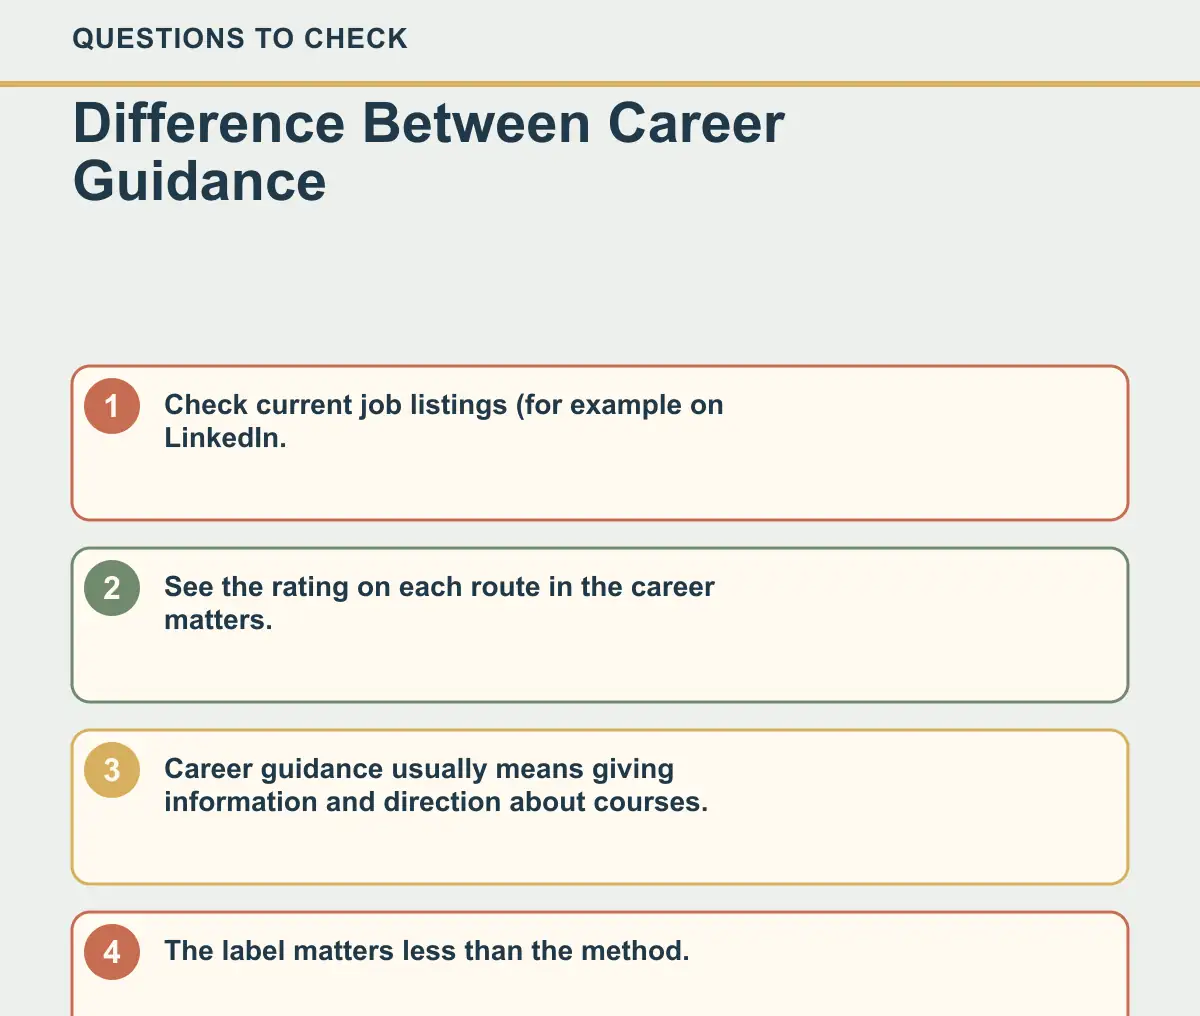 QUESTIONS TO CHECK
Difference Between Career
Guidance
1
Check current job listings (for example on
LinkedIn.
2
See the rating on each route in the career
matters.
3
Career guidance usually means giving
information and direction about courses.
4
The label matters less than the method.